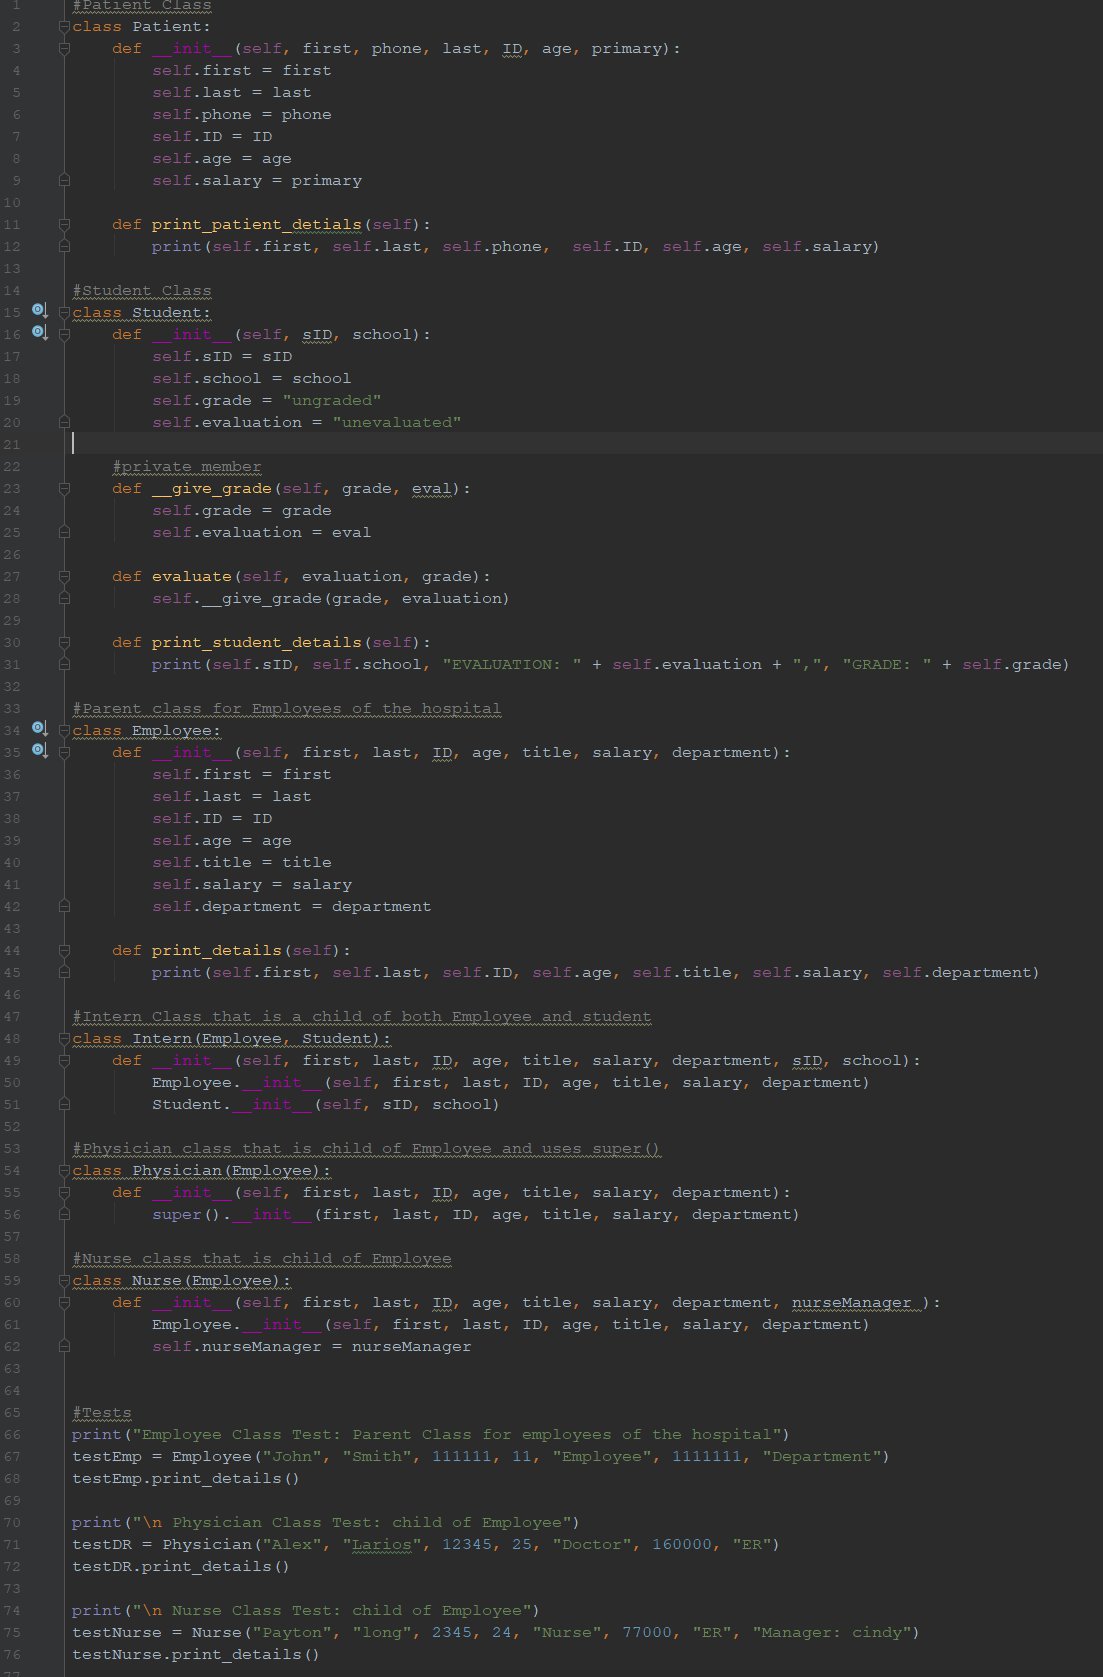 1 #Patient Class
2 class Patient:
3     def __init__(self, first, phone, last, ID, age, primary):
4         self.first = first
5         self.last = last
6         self.phone = phone
7         self.ID = ID
8         self.age = age
9         self.salary = primary
10
11     def print_patient_detials(self):
12         print(self.first, self.last, self.phone,  self.ID, self.age, self.salary)
13
14 #Student Class
15 class Student:
16     def __init__(self, sID, school):
17         self.sID = sID
18         self.school = school
19         self.grade = "ungraded"
20         self.evaluation = "unevaluated"
21
22     #private member
23     def __give_grade(self, grade, eval):
24         self.grade = grade
25         self.evaluation = eval
26
27     def evaluate(self, evaluation, grade):
28         self.__give_grade(grade, evaluation)
29
30     def print_student_details(self):
31         print(self.sID, self.school, "EVALUATION: " + self.evaluation + ",", "GRADE: " + self.grade)
32
33 #Parent class for Employees of the hospital
34 class Employee:
35     def __init__(self, first, last, ID, age, title, salary, department):
36         self.first = first
37         self.last = last
38         self.ID = ID
39         self.age = age
40         self.title = title
41         self.salary = salary
42         self.department = department
43
44     def print_details(self):
45         print(self.first, self.last, self.ID, self.age, self.title, self.salary, self.department)
46
47 #Intern Class that is a child of both Employee and student
48 class Intern(Employee, Student):
49     def __init__(self, first, last, ID, age, title, salary, department, sID, school):
50         Employee.__init__(self, first, last, ID, age, title, salary, department)
51         Student.__init__(self, sID, school)
52
53 #Physician class that is child of Employee and uses super()
54 class Physician(Employee):
55     def __init__(self, first, last, ID, age, title, salary, department):
56         super().__init__(first, last, ID, age, title, salary, department)
57
58 #Nurse class that is child of Employee
59 class Nurse(Employee):
60     def __init__(self, first, last, ID, age, title, salary, department, nurseManager ):
61         Employee.__init__(self, first, last, ID, age, title, salary, department)
62         self.nurseManager = nurseManager
63
64
65 #Tests
66 print("Employee Class Test: Parent Class for employees of the hospital")
67 testEmp = Employee("John", "Smith", 111111, 11, "Employee", 1111111, "Department")
68 testEmp.print_details()
69
70 print("\n Physician Class Test: child of Employee")
71 testDR = Physician("Alex", "Larios", 12345, 25, "Doctor", 160000, "ER")
72 testDR.print_details()
73
74 print("\n Nurse Class Test: child of Employee")
75 testNurse = Nurse("Payton", "long", 2345, 24, "Nurse", 77000, "ER", "Manager: cindy")
76 testNurse.print_details()
77